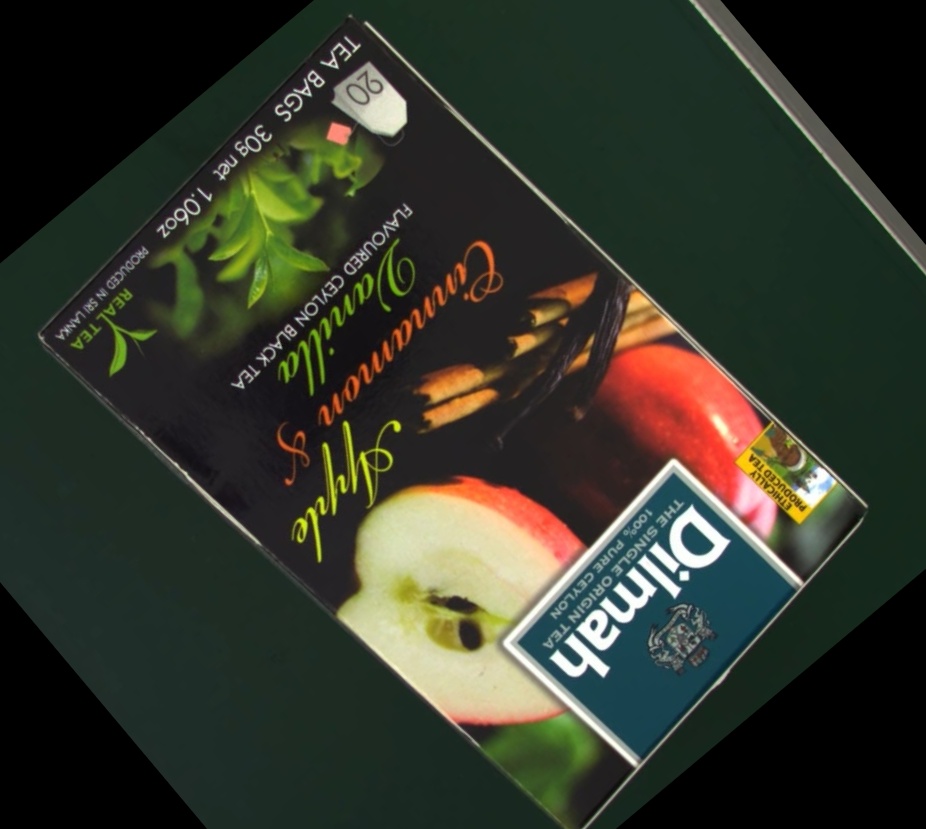 Dilmah
THE SINGLE ORIGIN TEA
100% PURE CEYLON
ETHICALLY
PRODUCED TEA
Apple
Cinnamon &
Vanilla
FLAVOURED CEYLON BLACK TEA
20
TEA BAGS 30g net 1.06oz
PRODUCED IN SRI LANKA
REAL TEA